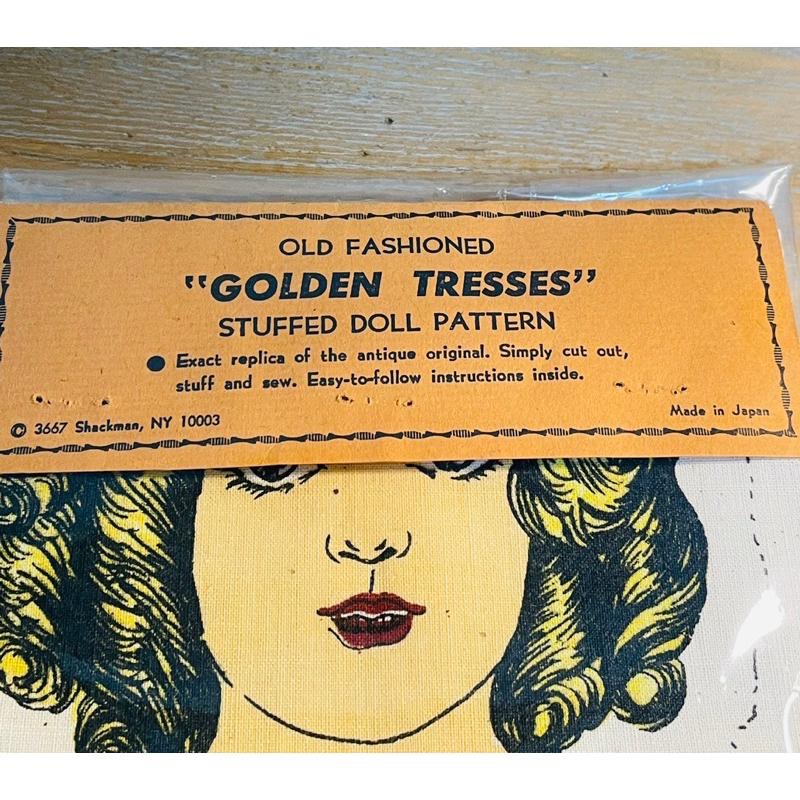 OLD FASHIONED
"GOLDEN TRESSES"
STUFFED DOLL PATTERN
● Exact replica of the antique original. Simply cut out,
stuff and sew. Easy-to-follow instructions inside.
© 3667 Shackman, NY 10003
Made in Japan